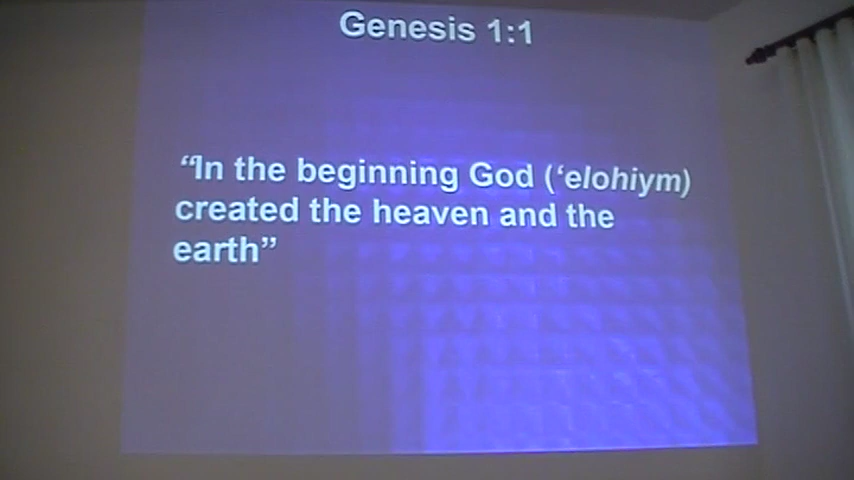 Genesis 1:1
“In the beginning God (‘elohiym)
created the heaven and the
earth”